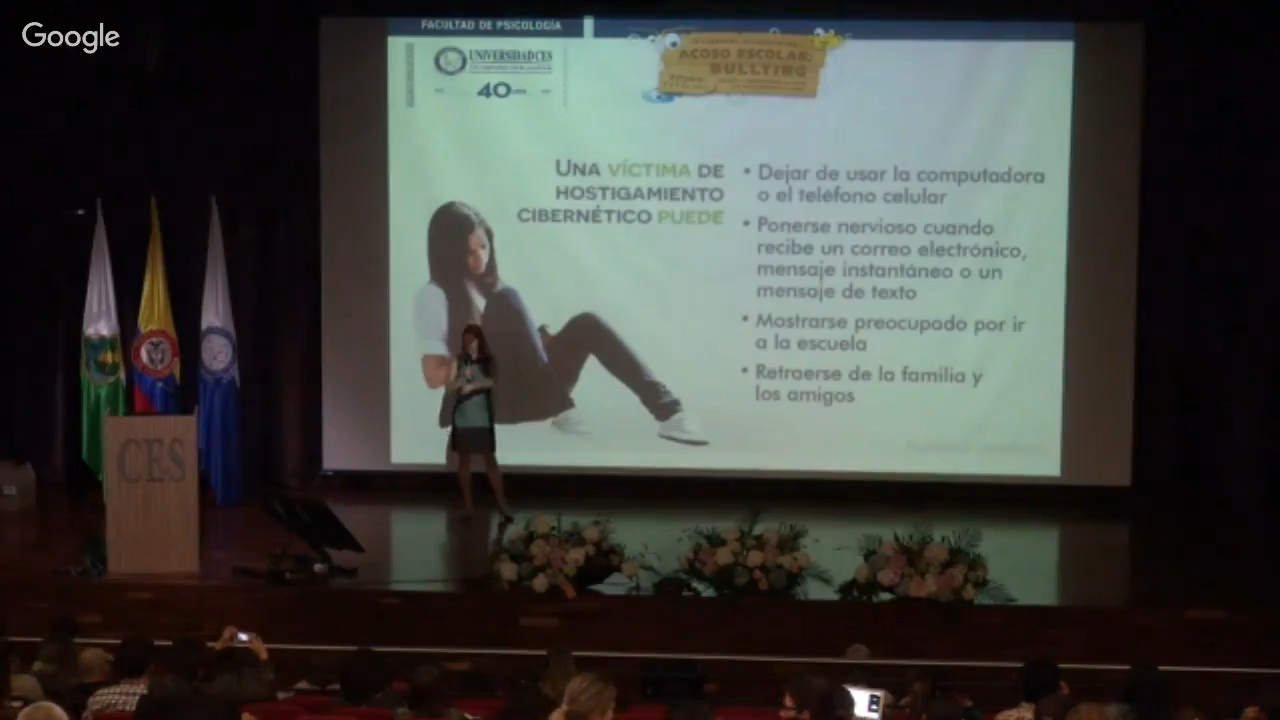 Google
FACULTAD DE PSICOLOGÍA
UNIVERSIDAD CES
40
ACOSO ESCOLAR:
BULLYING
UNA VÍCTIMA DE
HOSTIGAMIENTO
CIBERNÉTICO PUEDE
• Dejar de usar la computadora
o el teléfono celular
• Ponerse nervioso cuando
recibe un correo electrónico,
mensaje instantáneo o un
mensaje de texto
• Mostrarse preocupado por ir
a la escuela
• Retraerse de la familia y
los amigos
CES